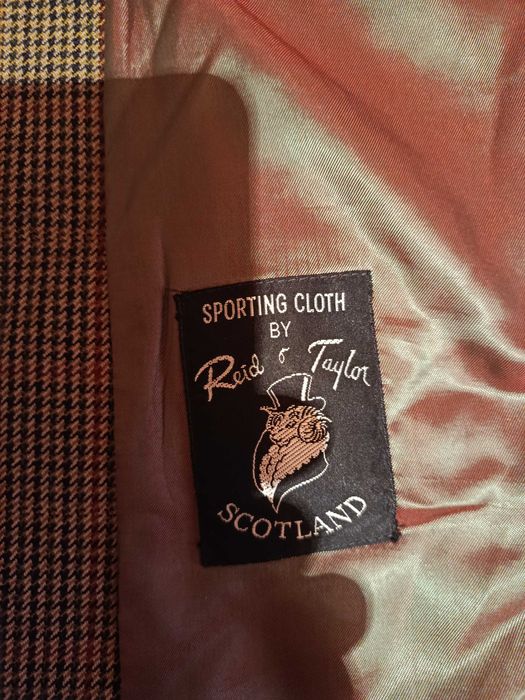 SPORTING CLOTH
BY
Reid & Taylor
SCOTLAND